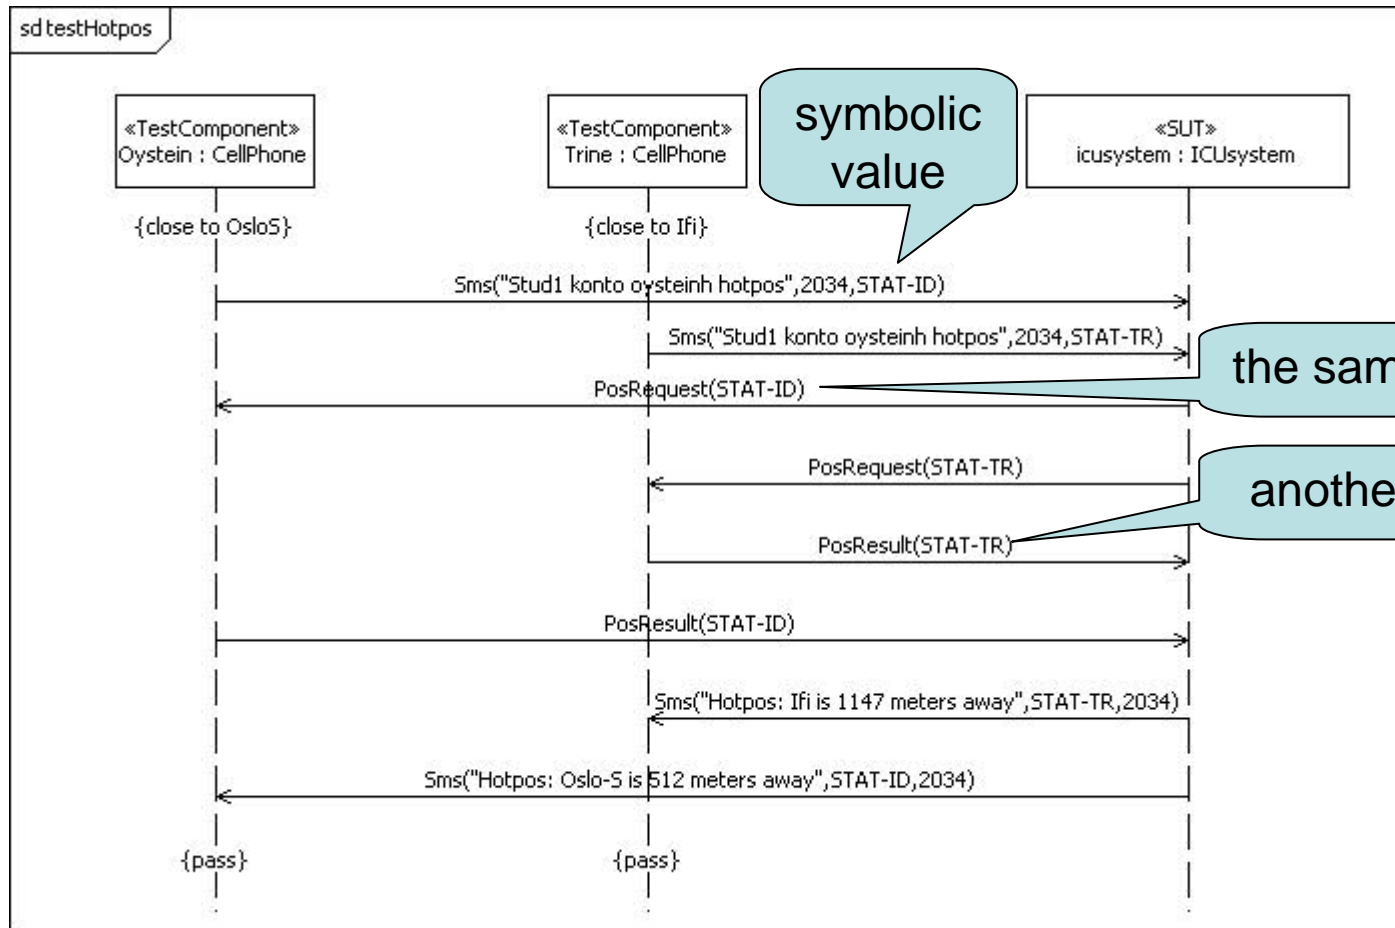 sd testHotpos
«TestComponent»
Oystein : CellPhone
«TestComponent»
Trine : CellPhone
symbolic
value
«SUT»
icusystem : ICUsystem
{close to OsloS}
{close to Ifi}
Sms("Stud1 konto oysteinh hotpos",2034,STAT-ID)
Sms("Stud1 konto oysteinh hotpos",2034,STAT-TR)
the sam
PosRequest(STAT-ID)
PosRequest(STAT-TR)
anothe
PosResult(STAT-TR)
PosResult(STAT-ID)
Sms("Hotpos: Ifi is 1147 meters away",STAT-TR,2034)
Sms("Hotpos: Oslo-S is 512 meters away",STAT-ID,2034)
{pass}
{pass}